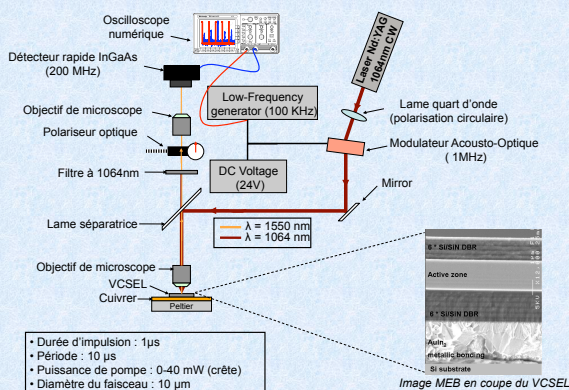 Oscilloscope
numérique
Détecteur rapide InGaAs
(200 MHz)
Laser Nd:YAG
1064nm CW
Objectif de microscope
Low-Frequency
generator (100 KHz)
Lame quart d'onde
(polarisation circulaire)
Polariseur optique
Modulateur Acousto-Optique
( 1MHz)
Filtre à 1064nm
DC Voltage
(24V)
Mirror
Lame séparatrice
λ = 1550 nm
λ = 1064 nm
Objectif de microscope
VCSEL
Cuivrer
Peltier
6 * Si/SiN DBR
Active zone
6 * Si/SiN DBR
AuIn₂
metallic bonding
Si substrate
• Durée d'impulsion : 1µs
• Période : 10 µs
• Puissance de pompe : 0-40 mW (crête)
• Diamètre du faisceau : 10 µm
Image MEB en coupe du VCSEL